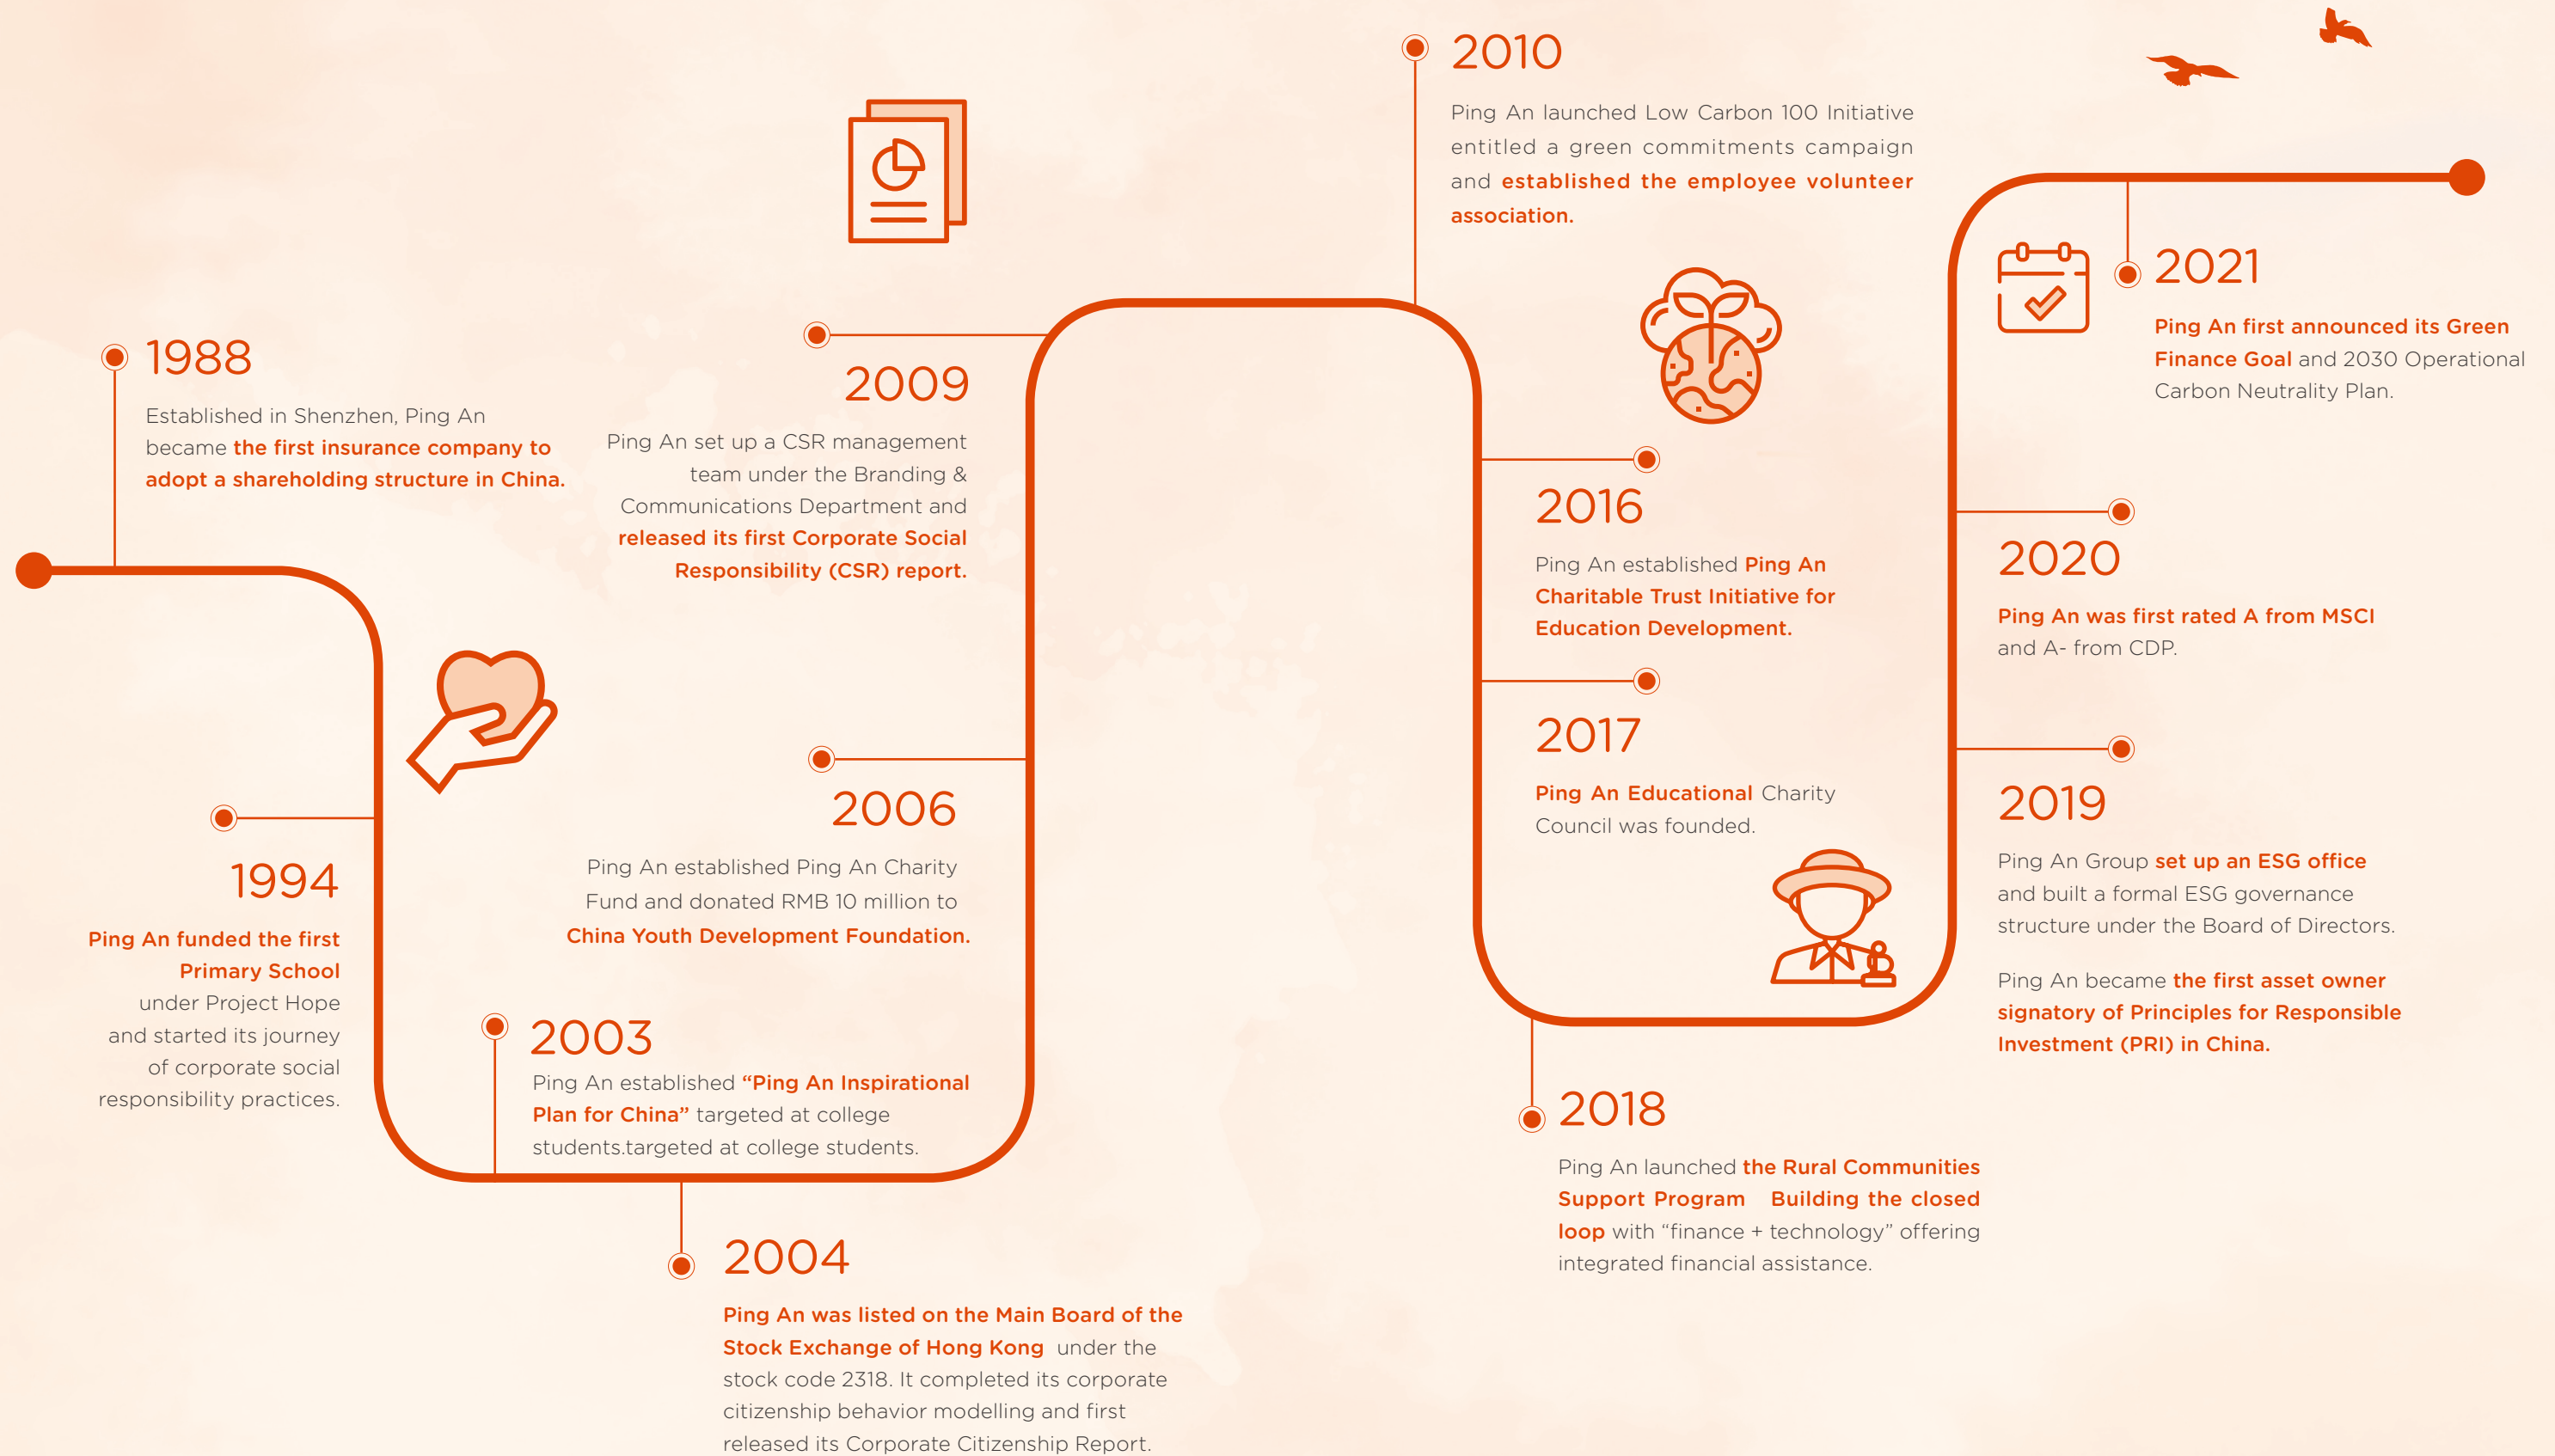 1988
Established in Shenzhen, Ping An
became the first insurance company to
adopt a shareholding structure in China.
1994
Ping An funded the first
Primary School
under Project Hope
and started its journey
of corporate social
responsibility practices.
2003
Ping An established “Ping An Inspirational
Plan for China” targeted at college
students.targeted at college students.
2004
Ping An was listed on the Main Board of the
Stock Exchange of Hong Kong under the
stock code 2318. It completed its corporate
citizenship behavior modelling and first
released its Corporate Citizenship Report.
2006
Ping An established Ping An Charity
Fund and donated RMB 10 million to
China Youth Development Foundation.
2009
Ping An set up a CSR management
team under the Branding &
Communications Department and
released its first Corporate Social
Responsibility (CSR) report.
2010
Ping An launched Low Carbon 100 Initiative
entitled a green commitments campaign
and established the employee volunteer
association.
2016
Ping An established Ping An
Charitable Trust Initiative for
Education Development.
2017
Ping An Educational Charity
Council was founded.
2018
Ping An launched the Rural Communities
Support Program Building the closed
loop with “finance + technology” offering
integrated financial assistance.
2019
Ping An Group set up an ESG office
and built a formal ESG governance
structure under the Board of Directors.
Ping An became the first asset owner
signatory of Principles for Responsible
Investment (PRI) in China.
2020
Ping An was first rated A from MSCI
and A- from CDP.
2021
Ping An first announced its Green
Finance Goal and 2030 Operational
Carbon Neutrality Plan.